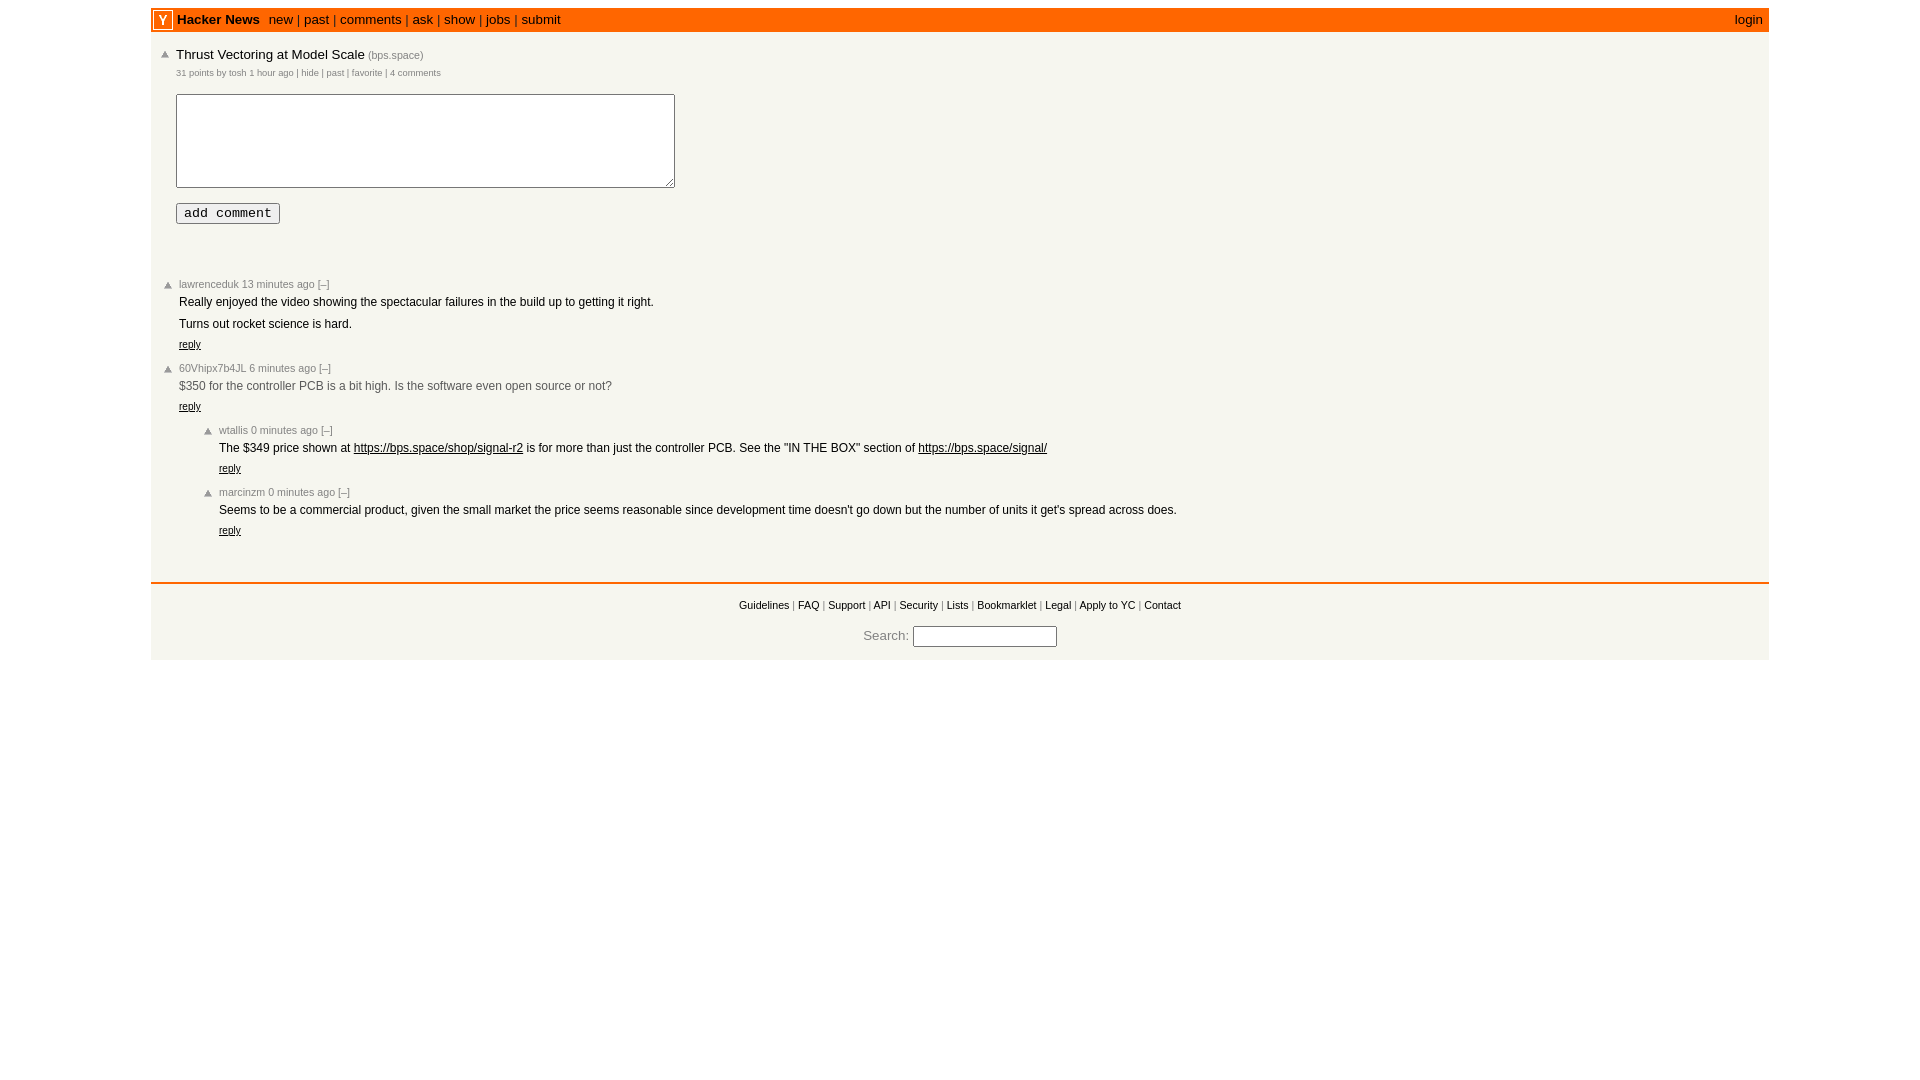 Y Hacker News new | past | comments | ask | show | jobs | submit login
Thrust Vectoring at Model Scale (bps.space)
31 points by tosh 1 hour ago | hide | past | favorite | 4 comments
add comment
lawrenceduk 13 minutes ago [–]
Really enjoyed the video showing the spectacular failures in the build up to getting it right.
Turns out rocket science is hard.
reply
60Vhipx7b4JL 6 minutes ago [–]
$350 for the controller PCB is a bit high. Is the software even open source or not?
reply
wtallis 0 minutes ago [–]
The $349 price shown at https://bps.space/shop/signal-r2 is for more than just the controller PCB. See the "IN THE BOX" section of https://bps.space/signal/
reply
marcinzm 0 minutes ago [–]
Seems to be a commercial product, given the small market the price seems reasonable since development time doesn't go down but the number of units it get's spread across does.
reply
Guidelines | FAQ | Support | API | Security | Lists | Bookmarklet | Legal | Apply to YC | Contact
Search: